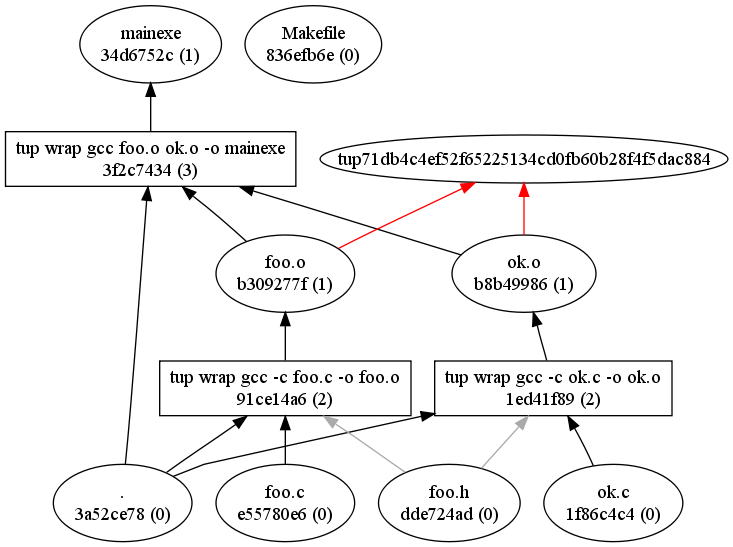 mainexe
34d6752c (1)
Makefile
836efb6e (0)
tup wrap gcc foo.o ok.o -o mainexe
3f2c7434 (3)
tup71db4c4ef52f65225134cd0fb60b28f4f5dac884
foo.o
b309277f (1)
ok.o
b8b49986 (1)
tup wrap gcc -c foo.c -o foo.o
91ce14a6 (2)
tup wrap gcc -c ok.c -o ok.o
1ed41f89 (2)
.
3a52ce78 (0)
foo.c
e55780e6 (0)
foo.h
dde724ad (0)
ok.c
1f86c4c4 (0)